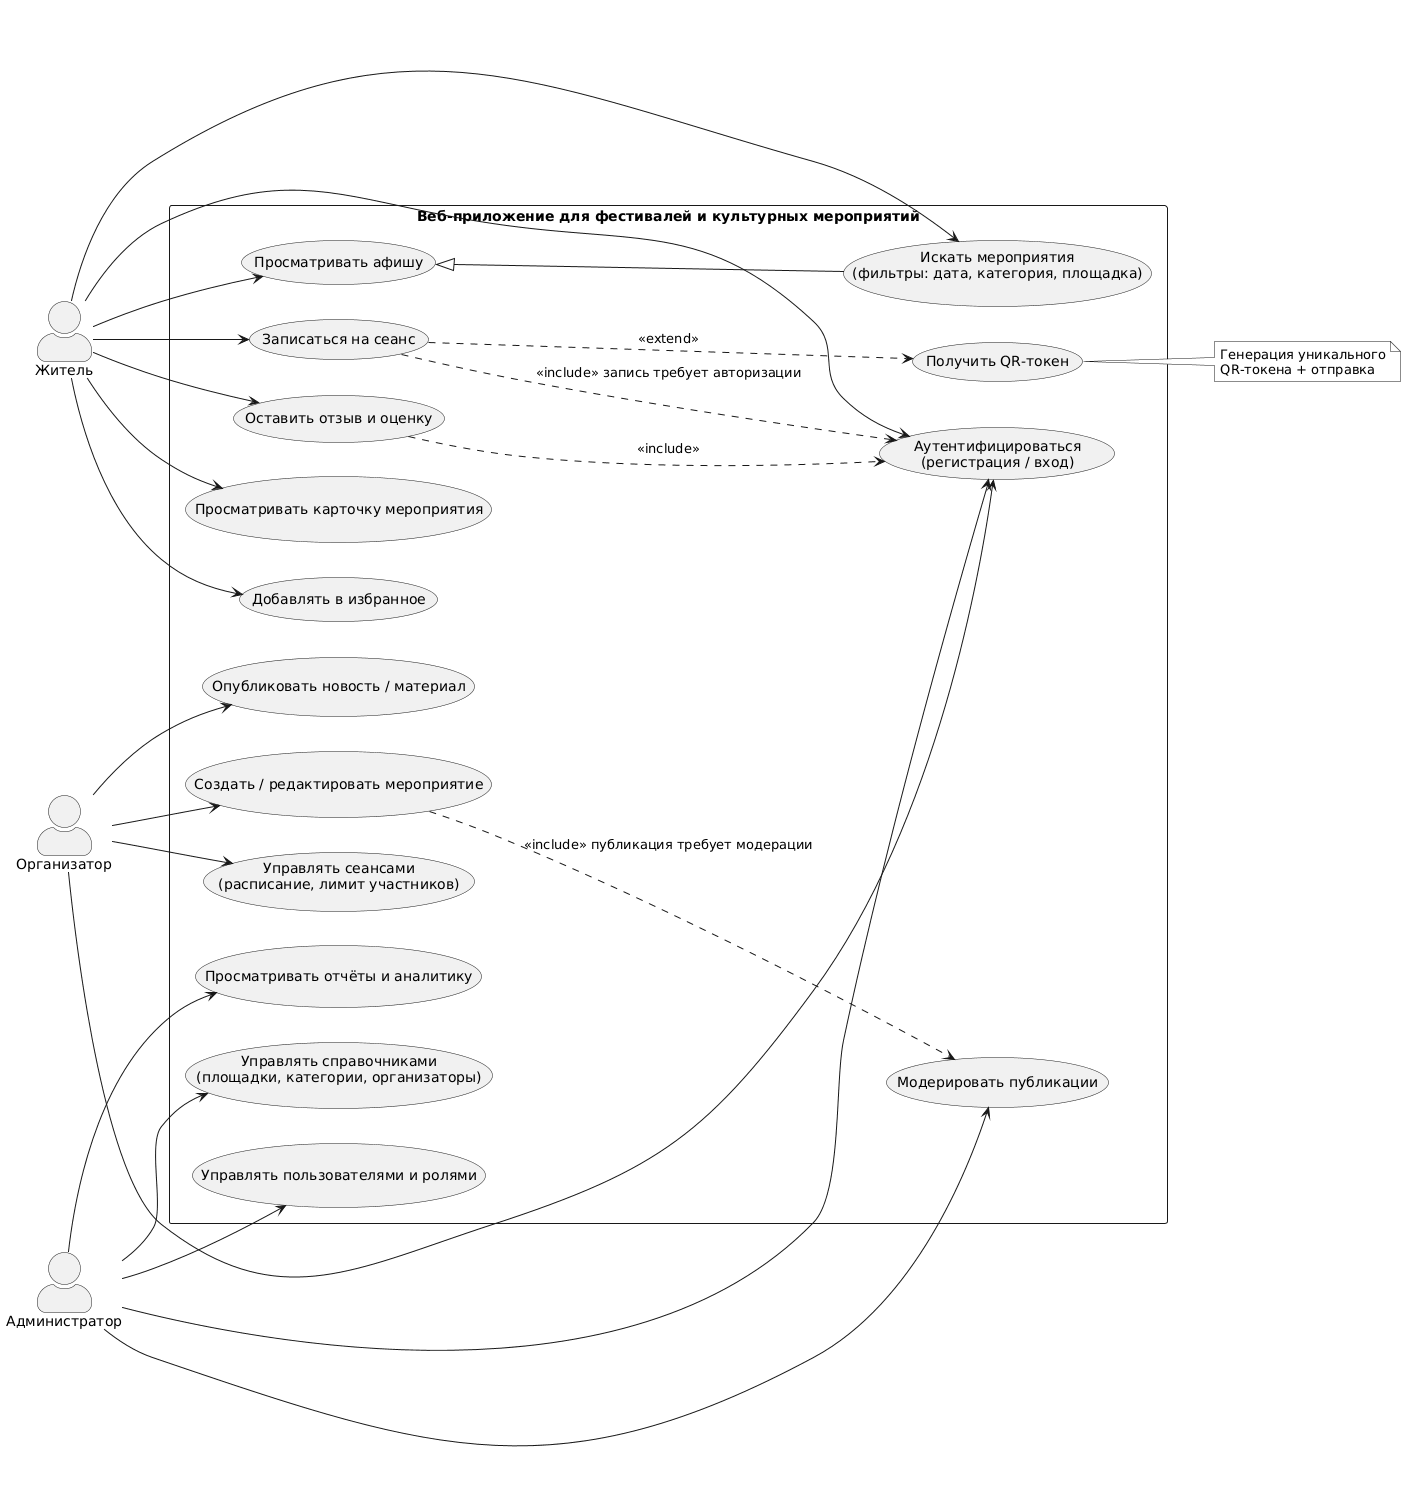 Веб-приложение для фестивалей и культурных мероприятий
Просматривать афишу
Искать мероприятия
(фильтры: дата, категория, площадка)
Житель
Записаться на сеанс
«extend»
Получить QR-токен
Генерация уникального
QR-токена + отправка
«include» запись требует авторизации
Оставить отзыв и оценку
«include»
Аутентифицироваться
(регистрация / вход)
Просматривать карточку мероприятия
Добавлять в избранное
Опубликовать новость / материал
Создать / редактировать мероприятие
Организатор
«include» публикация требует модерации
Управлять сеансами
(расписание, лимит участников)
Просматривать отчёты и аналитику
Управлять справочниками
(площадки, категории, организаторы)
Модерировать публикации
Управлять пользователями и ролями
Администратор